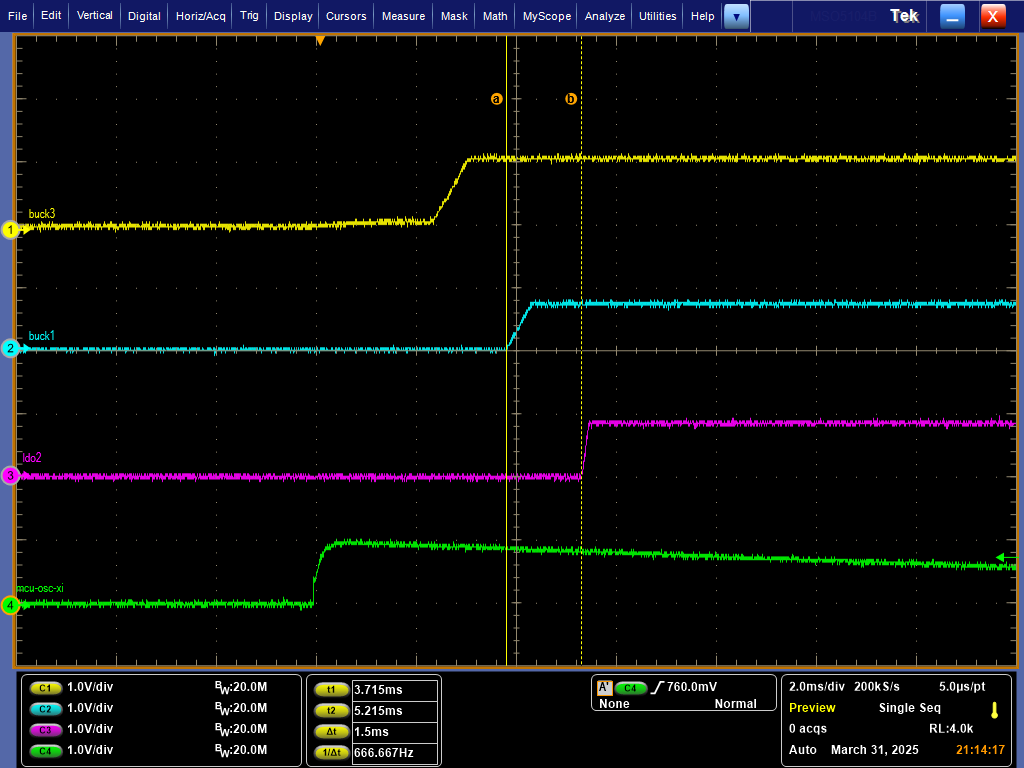 File Edit Vertical Digital Horiz/Acq Trig Display Cursors Measure Mask Math MyScope Analyze Utilities Help Tek X
a b
buck3
1
buck1
2
ldo2
3
mcu-osc-xi
4
C1 1.0V/div BW:20.0M
C2 1.0V/div BW:20.0M
C3 1.0V/div BW:20.0M
C4 1.0V/div BW:20.0M
t1 3.715ms
t2 5.215ms
Δt 1.5ms
1/Δt 666.667Hz
A' C4 760.0mV
None Normal
2.0ms/div 200kS/s 5.0µs/pt
Preview Single Seq
0 acqs RL:4.0k
Auto March 31, 2025 21:14:17